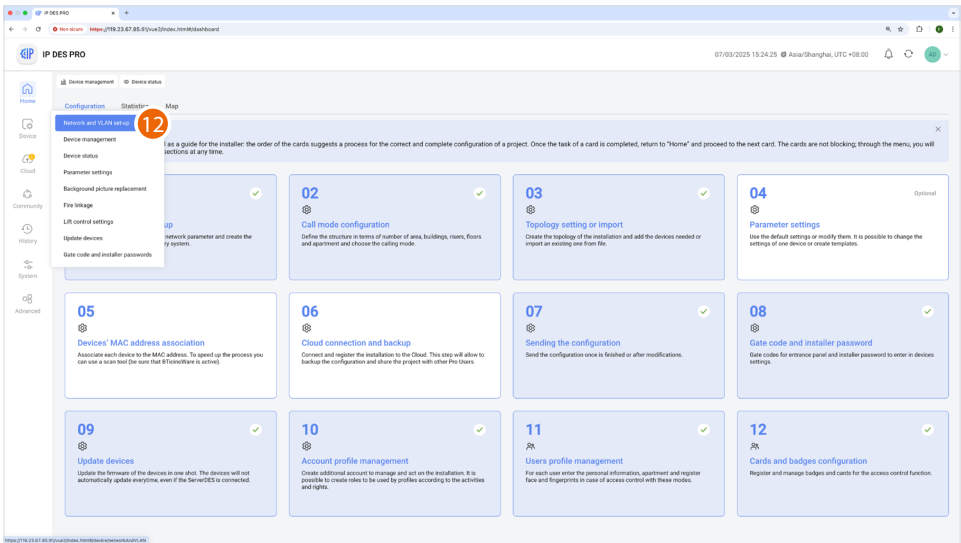 IP DES PRO
Not secure https://119.23.67.85:81/vue3/index.html#/dashboard
IP DES PRO
07/03/2025 15:24:25 @ Asia/Shanghai, UTC +08:00
AD
Home
Device
Cloud
Community
History
System
Advanced
Device management
Device status
Configuration Statistics Map
Network and VLAN set-up
12
Device management
Device status
Parameter settings
Background picture replacement
Fire linkage
Lift control settings
Update devices
Gate code and installer passwords
as a guide for the installer: the order of the cards suggests a process for the correct and complete configuration of a project. Once the task of a card is completed, return to "Home" and proceed to the next card. The cards are not blocking; through the menu, you will
sections at any time.
up
network parameter and create the
ry system.
02
Call mode configuration
Define the structure in terms of number of area, buildings, risers, floors
and apartment and choose the calling mode.
03
Topology setting or import
Create the topology of the installation and add the devices needed or
import an existing one from file.
04
Optional
Parameter settings
Use the default settings or modify them. It is possible to change the
settings of one device or create templates.
05
Devices' MAC address association
Associate each device to the MAC address. To speed up the process you
can use a scan tool (be sure that BTicinoWare is active).
06
Cloud connection and backup
Connect and register the installation to the Cloud. This step will allow to
backup the configuration and share the project with other Pro Users.
07
Sending the configuration
Send the configuration once is finished or after modifications.
08
Gate code and installer password
Gate codes for entrance panel and installer password to enter in devices
settings.
09
Update devices
Update the firmware of the devices in one shot. The devices will not
automatically update everytime, even if the ServerDES is connected.
10
Account profile management
Create additional account to manage and act on the installation. It is
possible to create roles to be used by profiles according to the activities
and rights.
11
Users profile management
For each user enter the personal information, apartment and register
face and fingerprints in case of access control with these modes.
12
Cards and badges configuration
Register and manage badges and cards for the access control function.
https://119.23.67.85:81/vue3/index.html#/device/networkAndVLAN